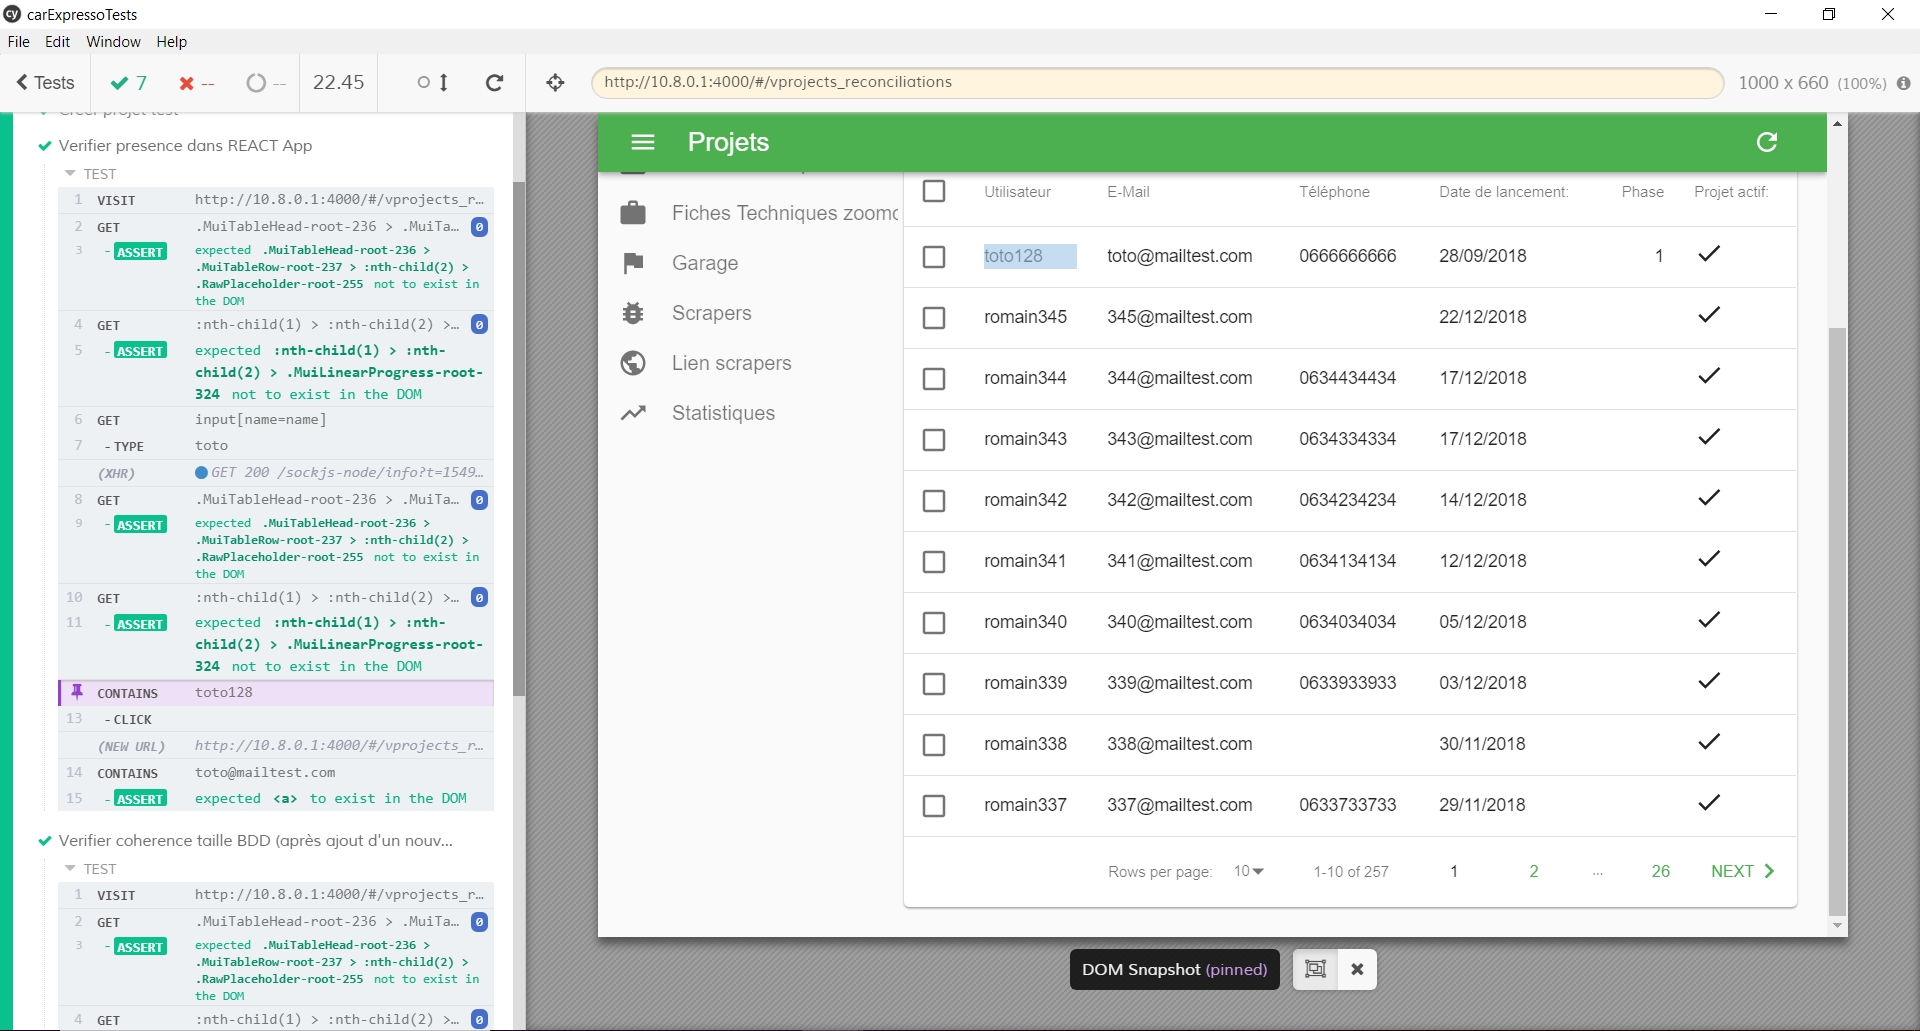 carExpressoTests
File Edit Window Help
Tests 7 -- -- 22.45
http://10.8.0.1:4000/#/vprojects_reconciliations
1000 x 660 (100%)
Verifier presence dans REACT App
TEST
1 VISIT http://10.8.0.1:4000/#/vprojects_r…
2 GET .MuiTableHead-root-236 > .MuiTa… 0
3 -ASSERT expected .MuiTableHead-root-236 >
.MuiTableRow-root-237 > :nth-child(2) >
.RawPlaceholder-root-255 not to exist in
the DOM
4 GET :nth-child(1) > :nth-child(2) >… 0
5 -ASSERT expected :nth-child(1) > :nth-
child(2) > .MuiLinearProgress-root-
324 not to exist in the DOM
6 GET input[name=name]
7 -TYPE toto
(XHR) GET 200 /sockjs-node/info?t=1549…
8 GET .MuiTableHead-root-236 > .MuiTa… 0
9 -ASSERT expected .MuiTableHead-root-236 >
.MuiTableRow-root-237 > :nth-child(2) >
.RawPlaceholder-root-255 not to exist in
the DOM
10 GET :nth-child(1) > :nth-child(2) >… 0
11 -ASSERT expected :nth-child(1) > :nth-
child(2) > .MuiLinearProgress-root-
324 not to exist in the DOM
CONTAINS toto128
13 -CLICK
(NEW URL) http://10.8.0.1:4000/#/vprojects_r…
14 CONTAINS toto@mailtest.com
15 -ASSERT expected <a> to exist in the DOM
Verifier coherence taille BDD (après ajout d'un nouv...
TEST
1 VISIT http://10.8.0.1:4000/#/vprojects_r…
2 GET .MuiTableHead-root-236 > .MuiTa… 0
3 -ASSERT expected .MuiTableHead-root-236 >
.MuiTableRow-root-237 > :nth-child(2) >
.RawPlaceholder-root-255 not to exist in
the DOM
4 GET :nth-child(1) > :nth-child(2) >… 0
Projets
Fiches Techniques
Garage
Scrapers
Lien scrapers
Statistiques
Utilisateur E-Mail Téléphone Date de lancement: Phase Projet actif:
toto128 toto@mailtest.com 0666666666 28/09/2018 1
romain345 345@mailtest.com 22/12/2018
romain344 344@mailtest.com 0634434434 17/12/2018
romain343 343@mailtest.com 0634334334 17/12/2018
romain342 342@mailtest.com 0634234234 14/12/2018
romain341 341@mailtest.com 0634134134 12/12/2018
romain340 340@mailtest.com 0634034034 05/12/2018
romain339 339@mailtest.com 0633933933 03/12/2018
romain338 338@mailtest.com 30/11/2018
romain337 337@mailtest.com 0633733733 29/11/2018
Rows per page: 10 1-10 of 257 1 2 ... 26 NEXT
DOM Snapshot (pinned)